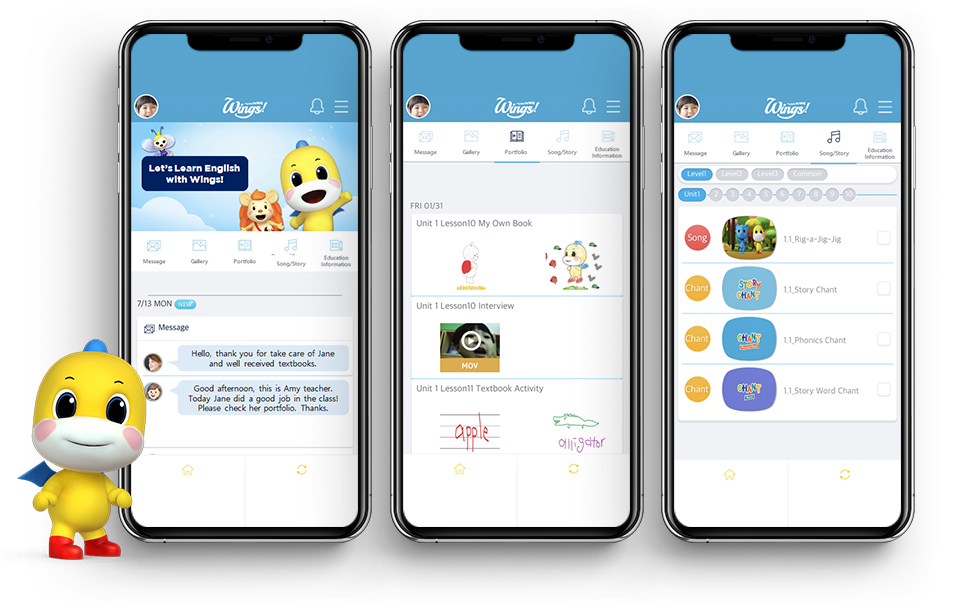 Wings!
Let's Learn English
with Wings!
Message
Gallery
Portfolio
Song/Story
Education
Information
7/13 MON NEW
Message
Hello, thank you for take care of Jane
and well received textbooks.
Good afternoon, this is Amy teacher.
Today Jane did a good job in the class!
Please check her portfolio. Thanks.
Wings!
Message
Gallery
Portfolio
Song/Story
Education
Information
FRI 01/31
Unit 1 Lesson10 My Own Book
Unit 1 Lesson10 Interview
MOV
Unit 1 Lesson11 Textbook Activity
apple
alligator
Wings!
Message
Gallery
Portfolio
Song/Story
Education
Information
Level1 Level2 Level3 Common
Unit1 2 3 4 5 6 7 8 9 10
Song
1.1_Rig-a-Jig-Jig
Chant
STORY
CHANT
1.1_Story Chant
Chant
CHANT
1.1_Phonics Chant
Chant
CHANT
1.1_Story Word Chant